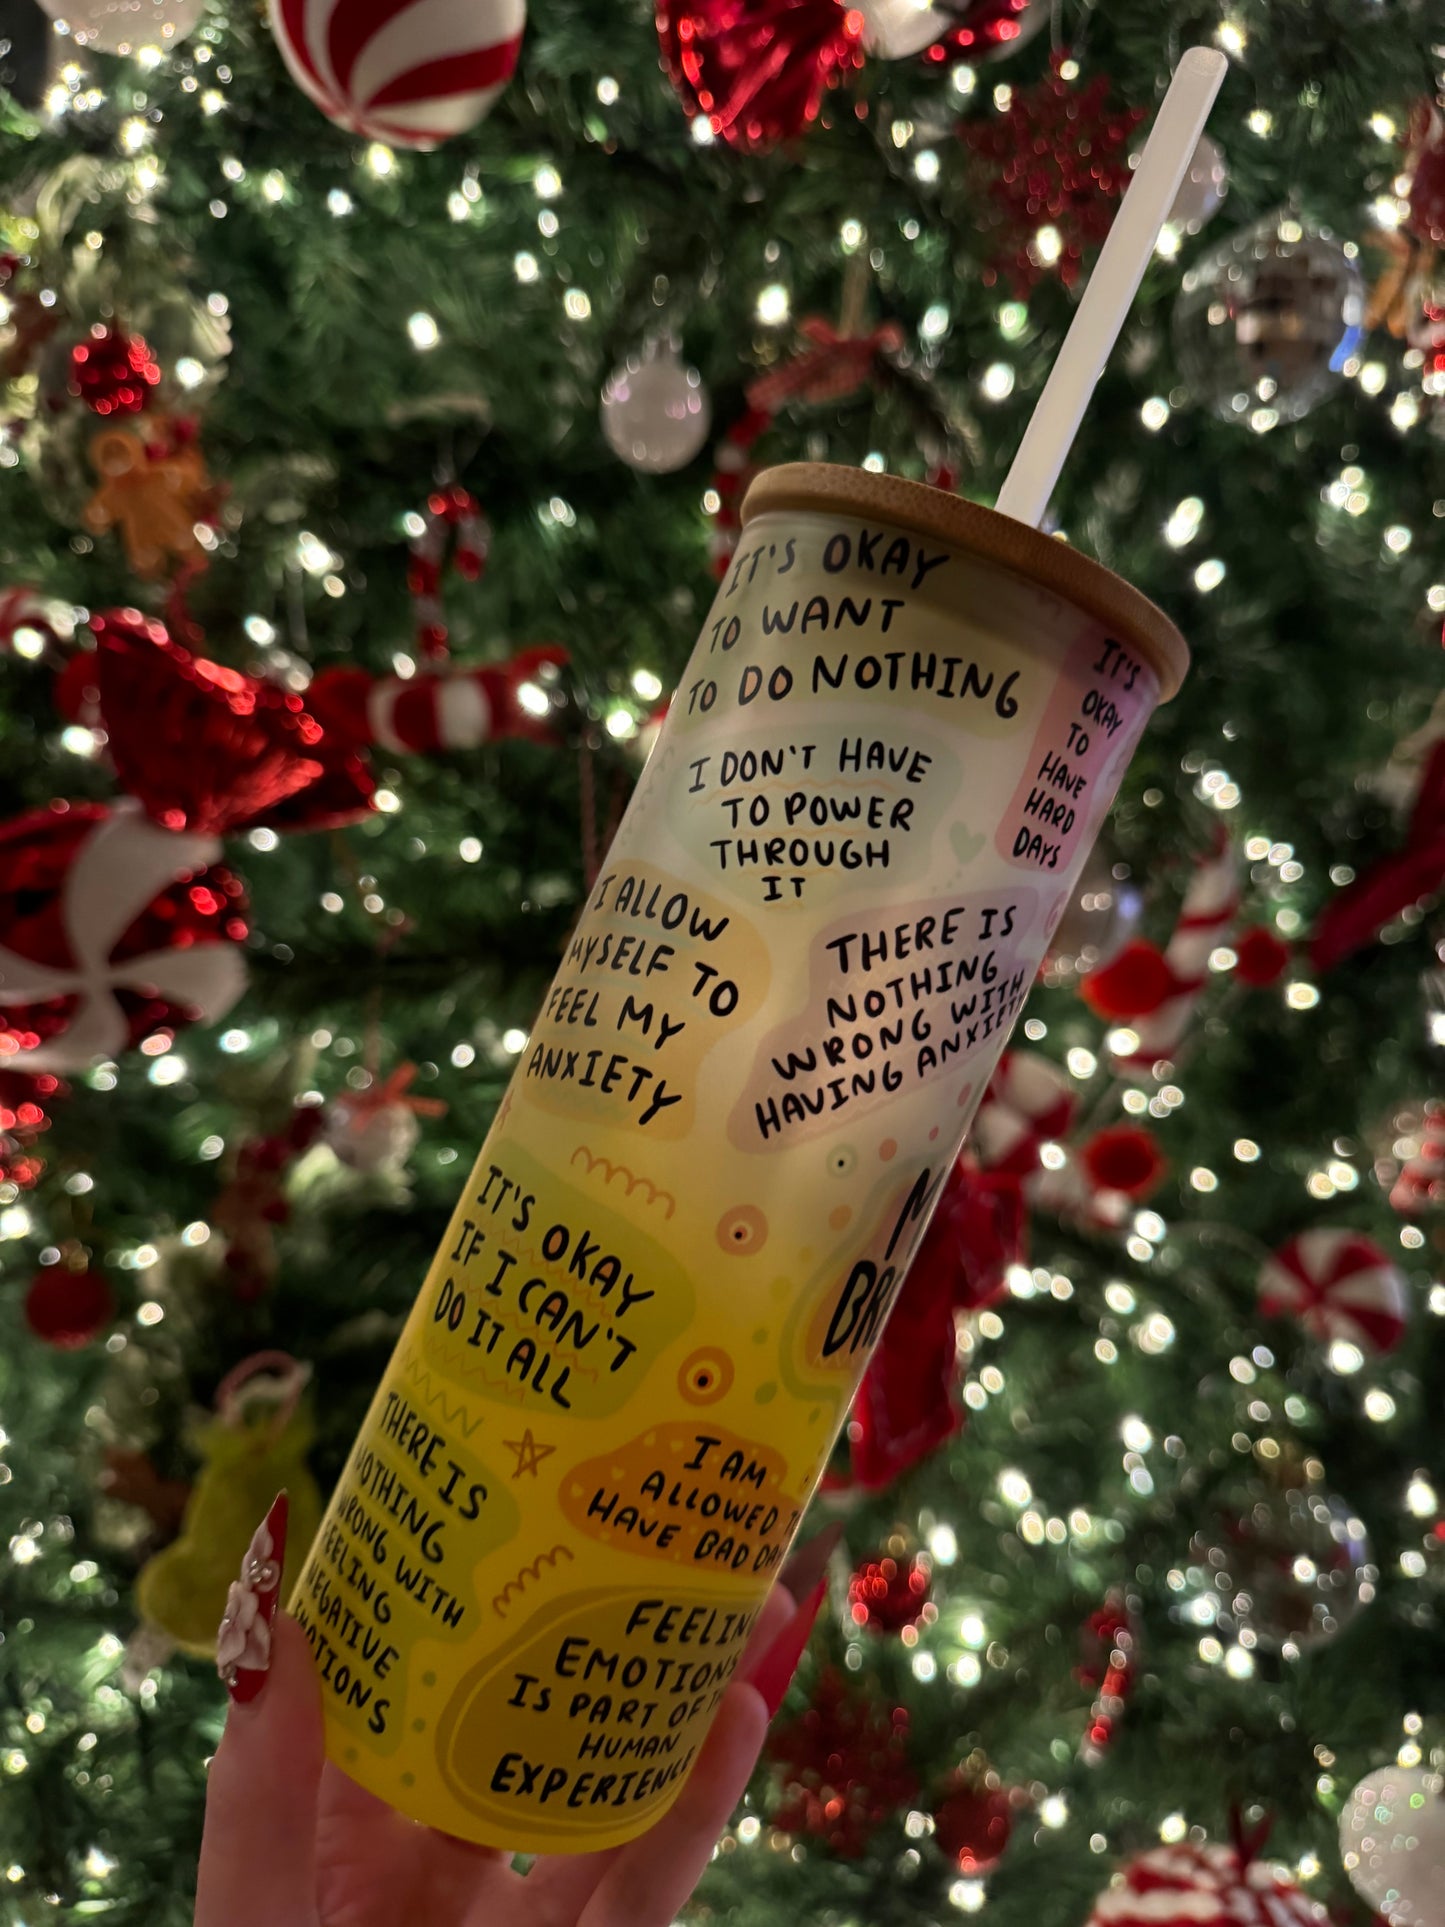 IT'S OKAY
TO WANT
TO DO NOTHING
IT'S
OKAY
TO
HAVE
HARD
DAYS
I DON'T HAVE
TO POWER
THROUGH
IT
I ALLOW
MYSELF TO
FEEL MY
ANXIETY
THERE IS
NOTHING
WRONG WITH
HAVING ANXIETY
IT'S OKAY
IF I CAN'T
DO IT ALL
THERE IS
NOTHING
WRONG WITH
FEELING
NEGATIVE
EMOTIONS
I AM
ALLOWED
HAVE BAD
FEELING
EMOTIONS
IS PART OF
HUMAN
EXPERIENCE